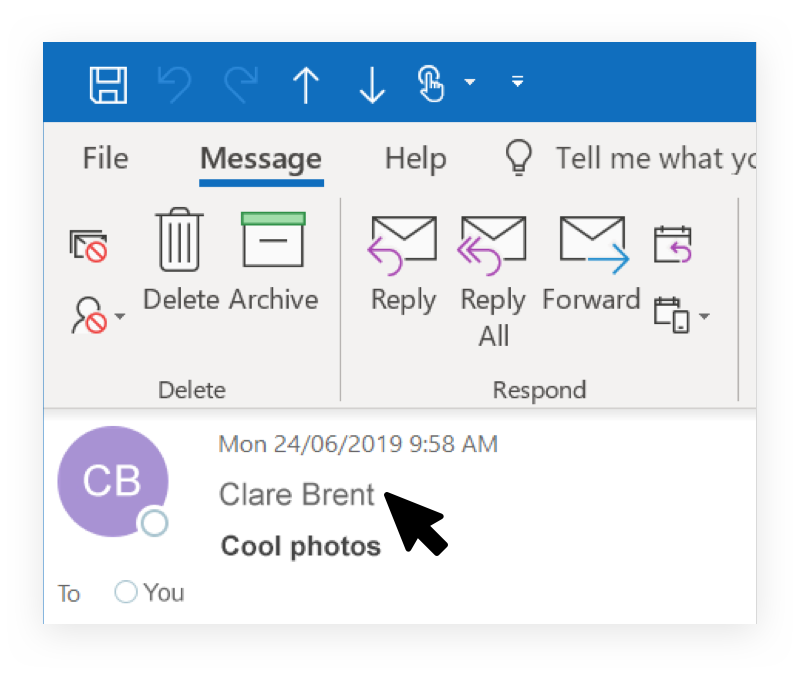 File Message Help Tell me what yo
Delete Archive Reply Reply All Forward
Delete Respond
CB
Mon 24/06/2019 9:58 AM
Clare Brent
Cool photos
To You